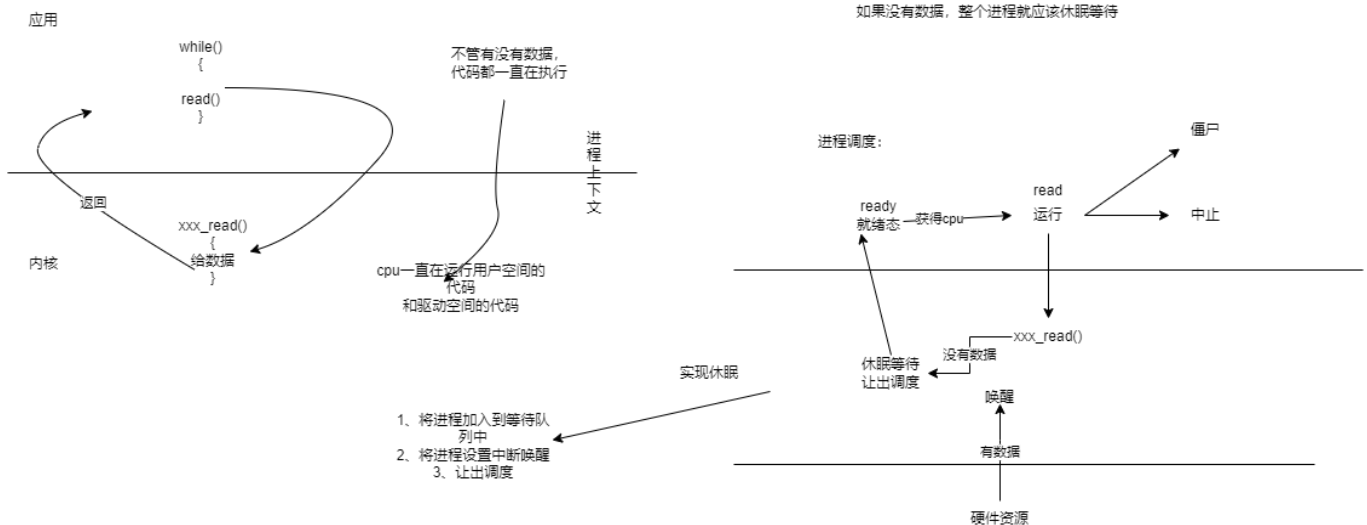 应用
while()
{
read()
}
不管有没有数据,
代码都一直在执行
进
程
上
下
文
返回
xxx_read()
{
给数据
}
内核
cpu一直在运行用户空间的
代码
和驱动空间的代码
实现休眠
1、将进程加入到等待队
列中
2、将进程设置中断唤醒
3、让出调度
如果没有数据，整个进程就应该休眠等待
进程调度：
僵尸
ready
就绪态
获得cpu
read
运行
中止
xxx_read()
没有数据
休眠等待
让出调度
唤醒
有数据
硬件资源